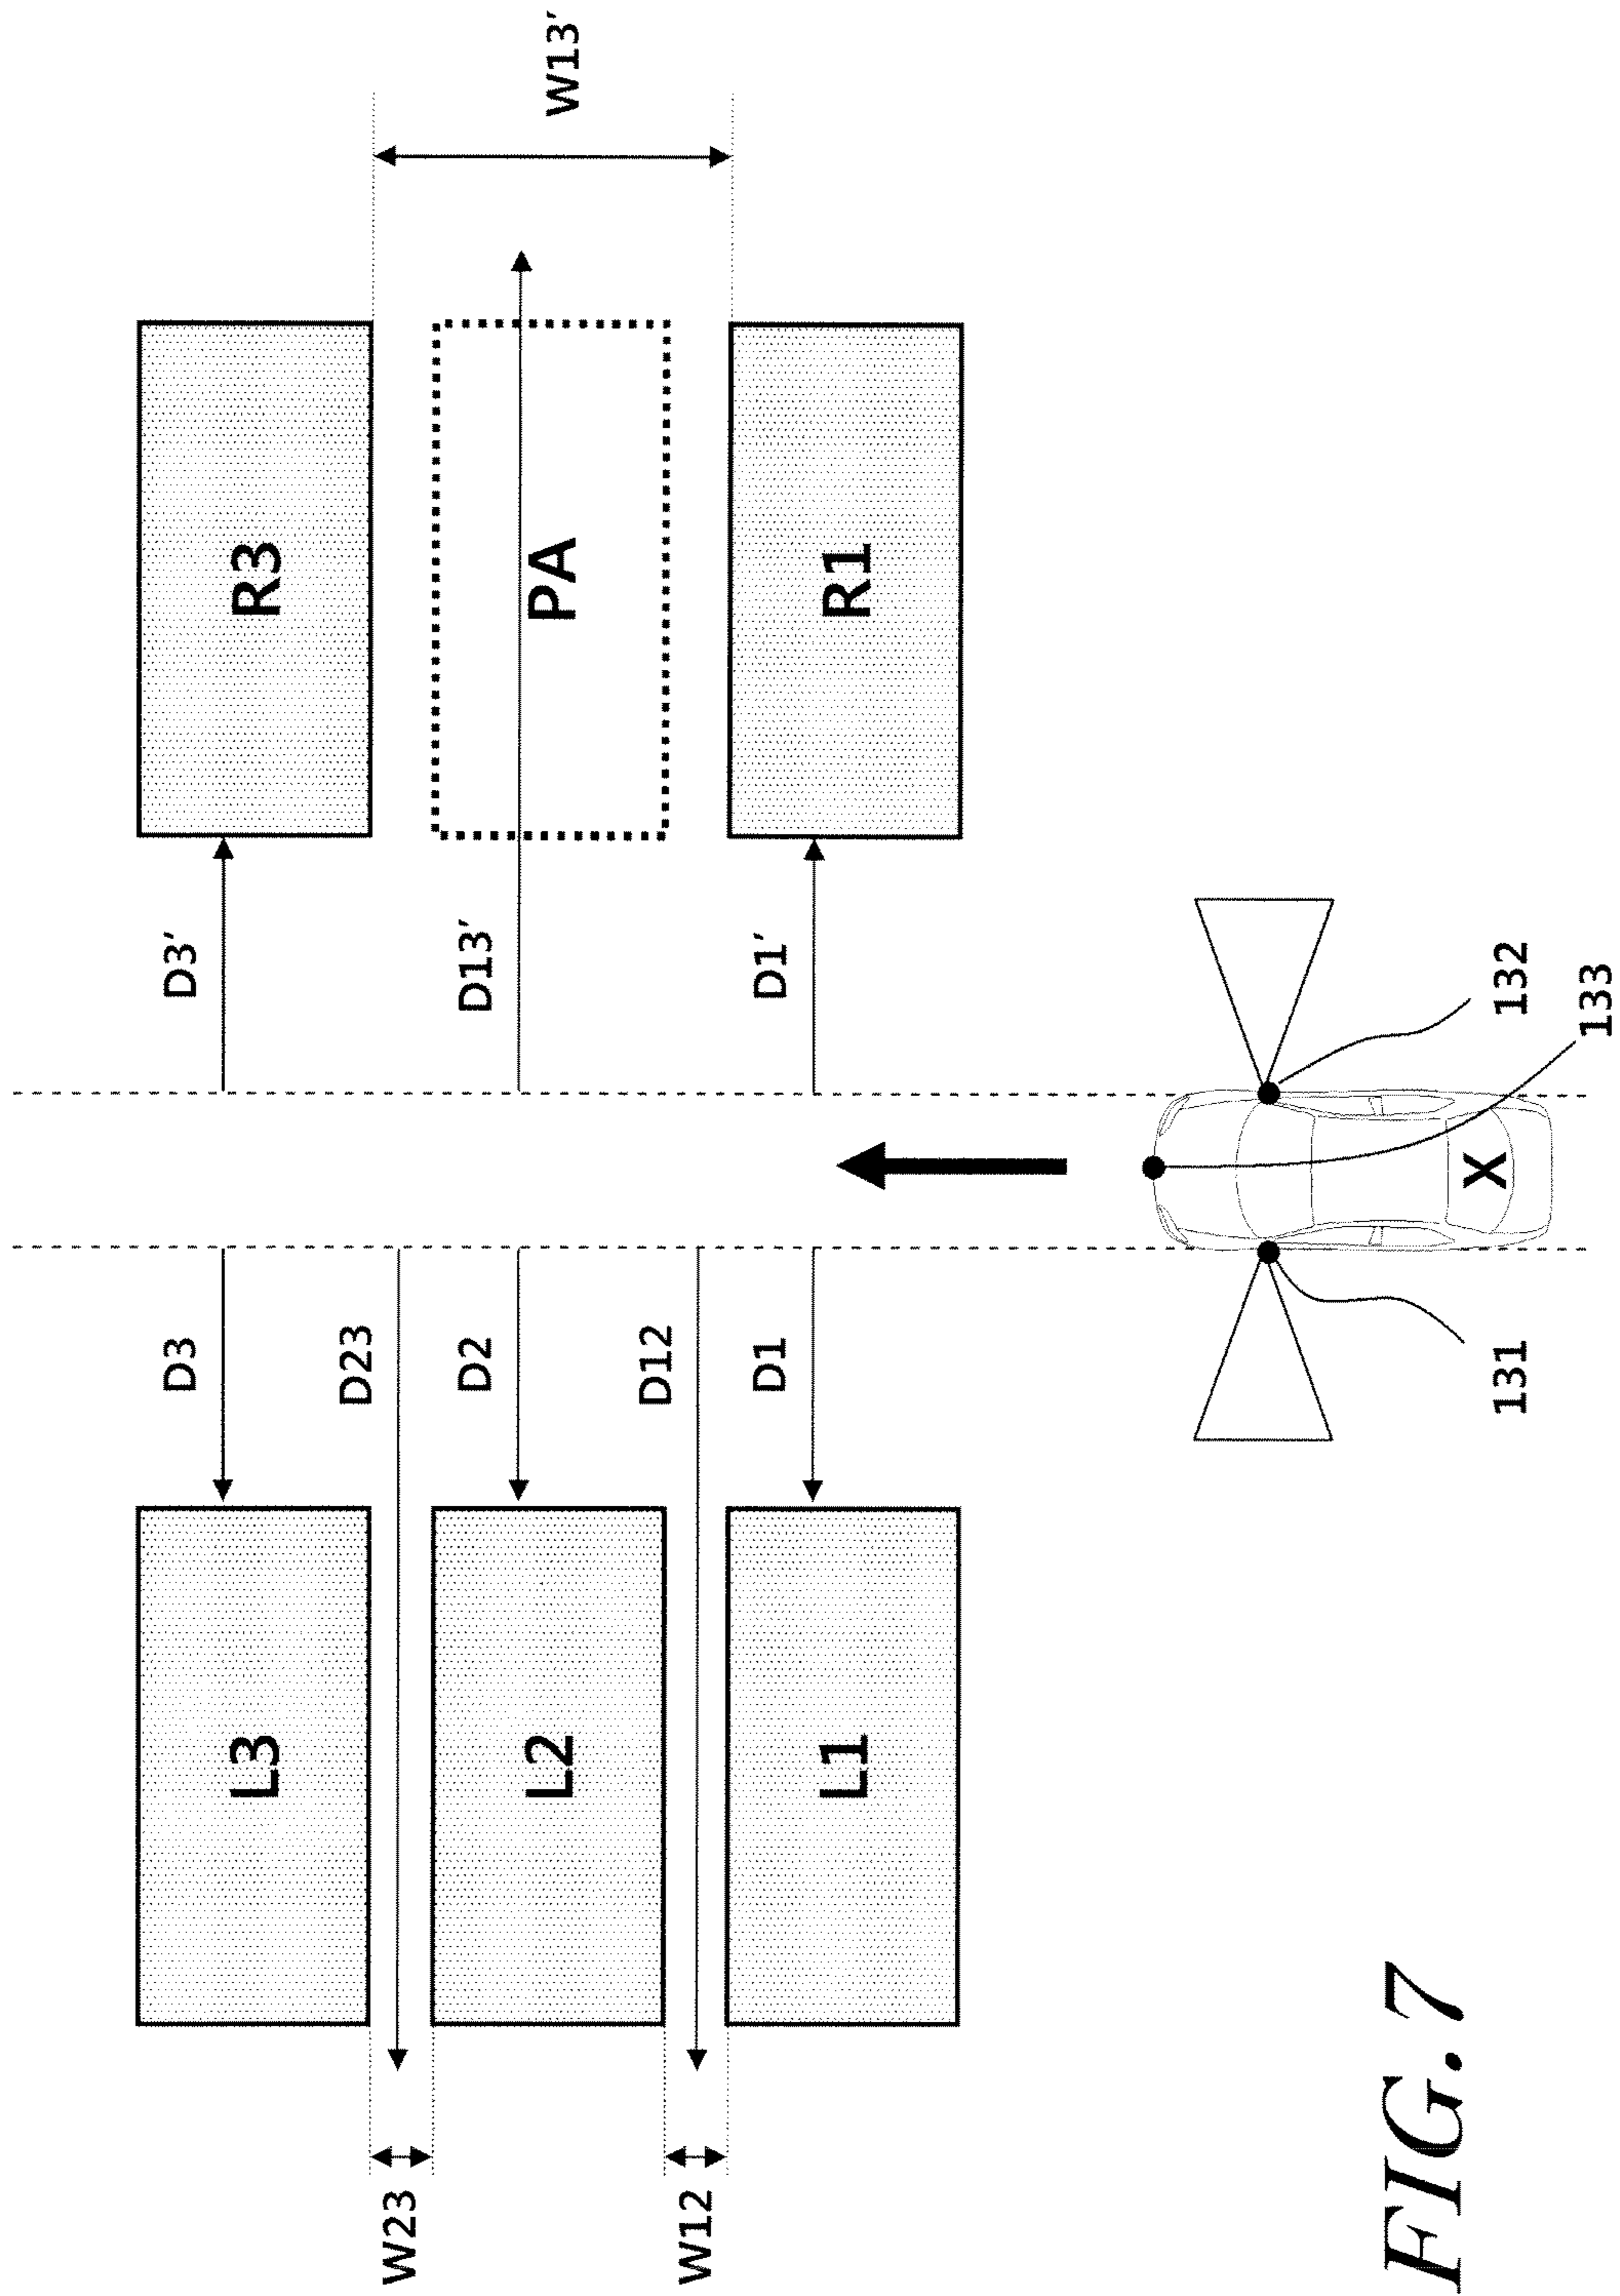 W13′
R3
PA
R1
D3′
D13′
D1′
132
133
X
131
D3
D23
D2
D12
D1
L3
L2
L1
W23
W12
FIG. 7